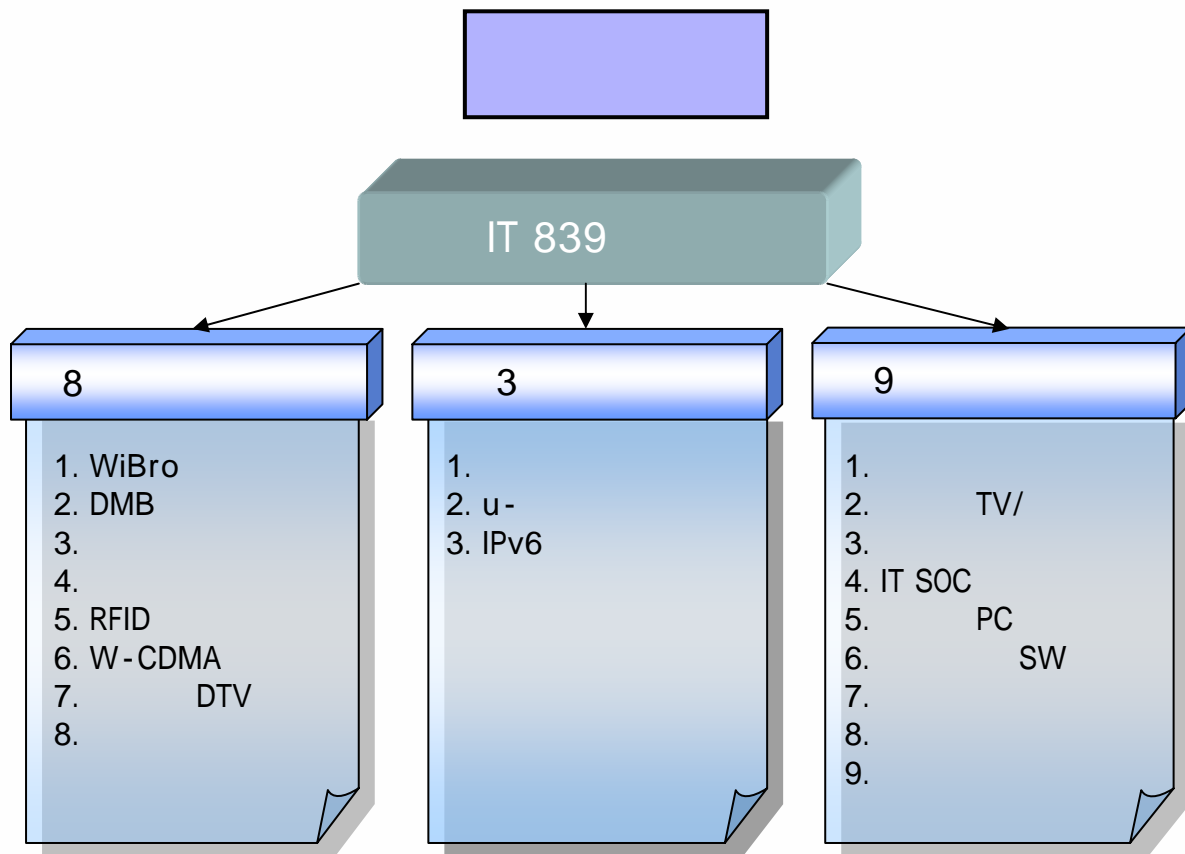 IT 839
8
1. WiBro
2. DMB
3.
4.
5. RFID
6. W-CDMA
7. DTV
8.
3
1.
2. u-
3. IPv6
9
1.
2. TV/
3.
4. IT SOC
5. PC
6. SW
7.
8.
9.